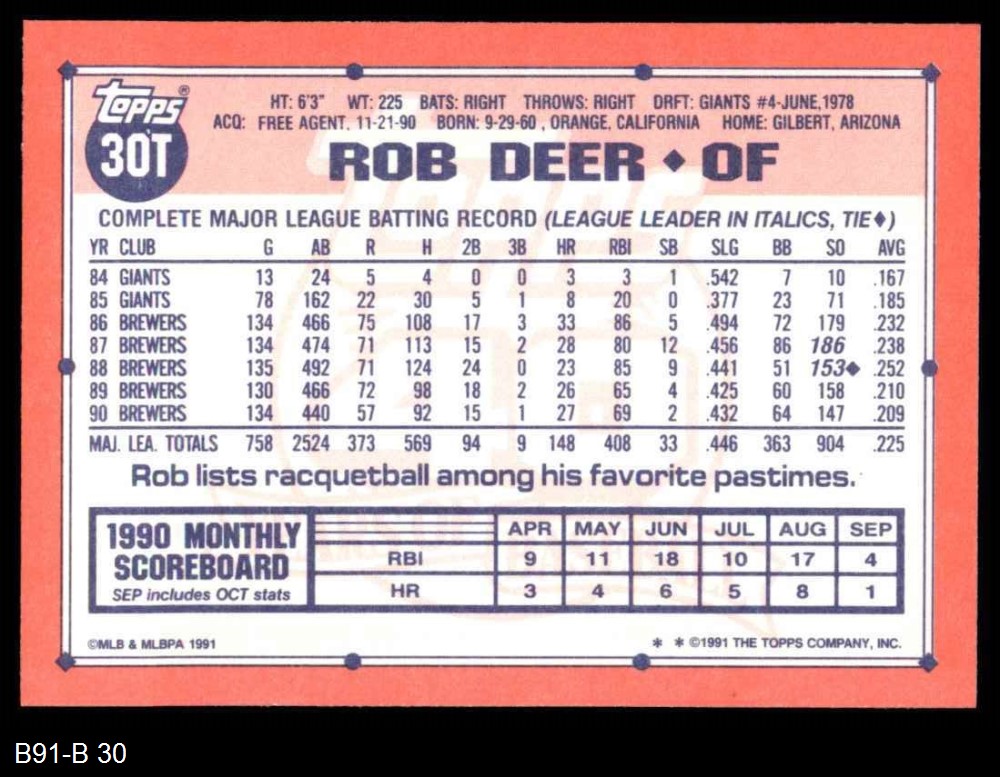 topps®
30T
HT: 6'3" WT: 225 BATS: RIGHT THROWS: RIGHT DRFT: GIANTS #4-JUNE,1978
ACQ: FREE AGENT, 11-21-90 BORN: 9-29-60, ORANGE, CALIFORNIA HOME: GILBERT, ARIZONA
ROB DEER ♦ OF
COMPLETE MAJOR LEAGUE BATTING RECORD (LEAGUE LEADER IN ITALICS, TIE♦)
YR CLUB G AB R H 2B 3B HR RBI SB SLG BB SO AVG
84 GIANTS 13 24 5 4 0 0 3 3 1 .542 7 10 .167
85 GIANTS 78 162 22 30 5 1 8 20 0 .377 23 71 .185
86 BREWERS 134 466 75 108 17 3 33 86 5 .494 72 179 .232
87 BREWERS 134 474 71 113 15 2 28 80 12 .456 86 186 .238
88 BREWERS 135 492 71 124 24 0 23 85 9 .441 51 153♦ .252
89 BREWERS 130 466 72 98 18 2 26 65 4 .425 60 158 .210
90 BREWERS 134 440 57 92 15 1 27 69 2 .432 64 147 .209
MAJ. LEA. TOTALS 758 2524 373 569 94 9 148 408 33 .446 363 904 .225
Rob lists racquetball among his favorite pastimes.
1990 MONTHLY
SCOREBOARD
SEP includes OCT stats
APR MAY JUN JUL AUG SEP
RBI 9 11 18 10 17 4
HR 3 4 6 5 8 1
©MLB & MLBPA 1991
* * ©1991 THE TOPPS COMPANY, INC.
B91-B 30